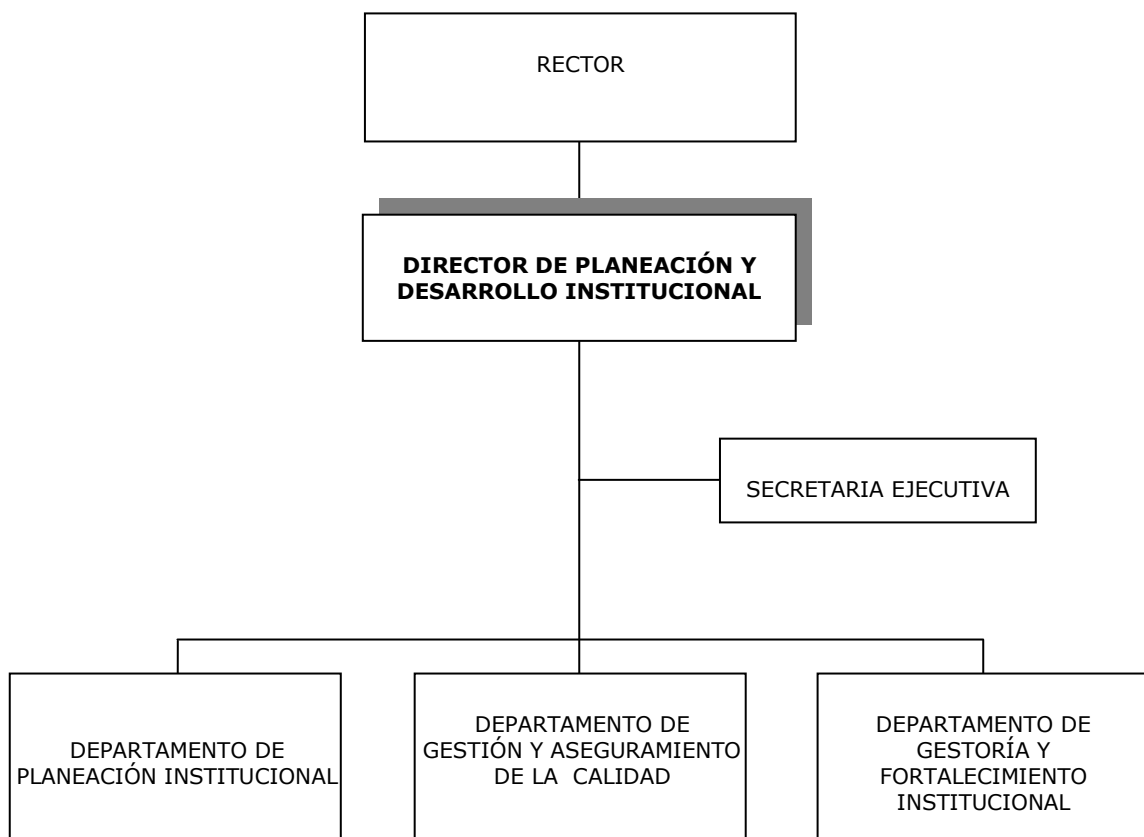 RECTOR
DIRECTOR DE PLANEACIÓN Y
DESARROLLO INSTITUCIONAL
SECRETARIA EJECUTIVA
DEPARTAMENTO DE
PLANEACIÓN INSTITUCIONAL
DEPARTAMENTO DE
GESTIÓN Y ASEGURAMIENTO
DE LA CALIDAD
DEPARTAMENTO DE
GESTORÍA Y
FORTALECIMIENTO
INSTITUCIONAL